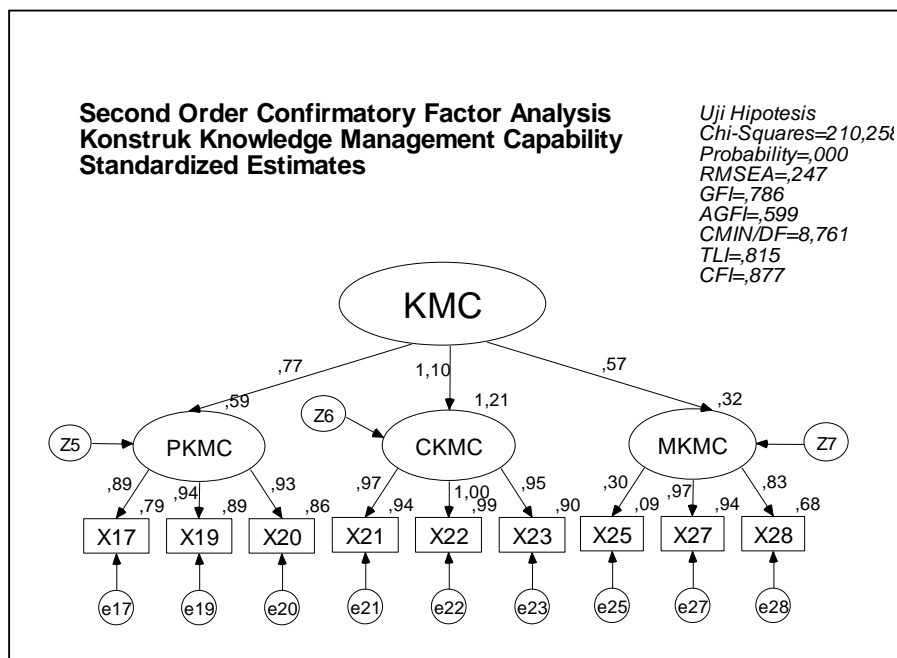 Second Order Confirmatory Factor Analysis
Konstruk Knowledge Management Capability
Standardized Estimates
Uji Hipotesis
Chi-Squares=210,258
Probability=,000
RMSEA=,247
GFI=,786
AGFI=,599
CMIN/DF=8,761
TLI=,815
CFI=,877
KMC
,77
1,10
,57
,59
1,21
,32
Z5
PKMC
Z6
CKMC
MKMC
Z7
,89
,94
,93
,97
1,00
,95
,30
,97
,83
,79
,89
,86
,94
,99
,90
,09
,94
,68
X17
X19
X20
X21
X22
X23
X25
X27
X28
e17
e19
e20
e21
e22
e23
e25
e27
e28